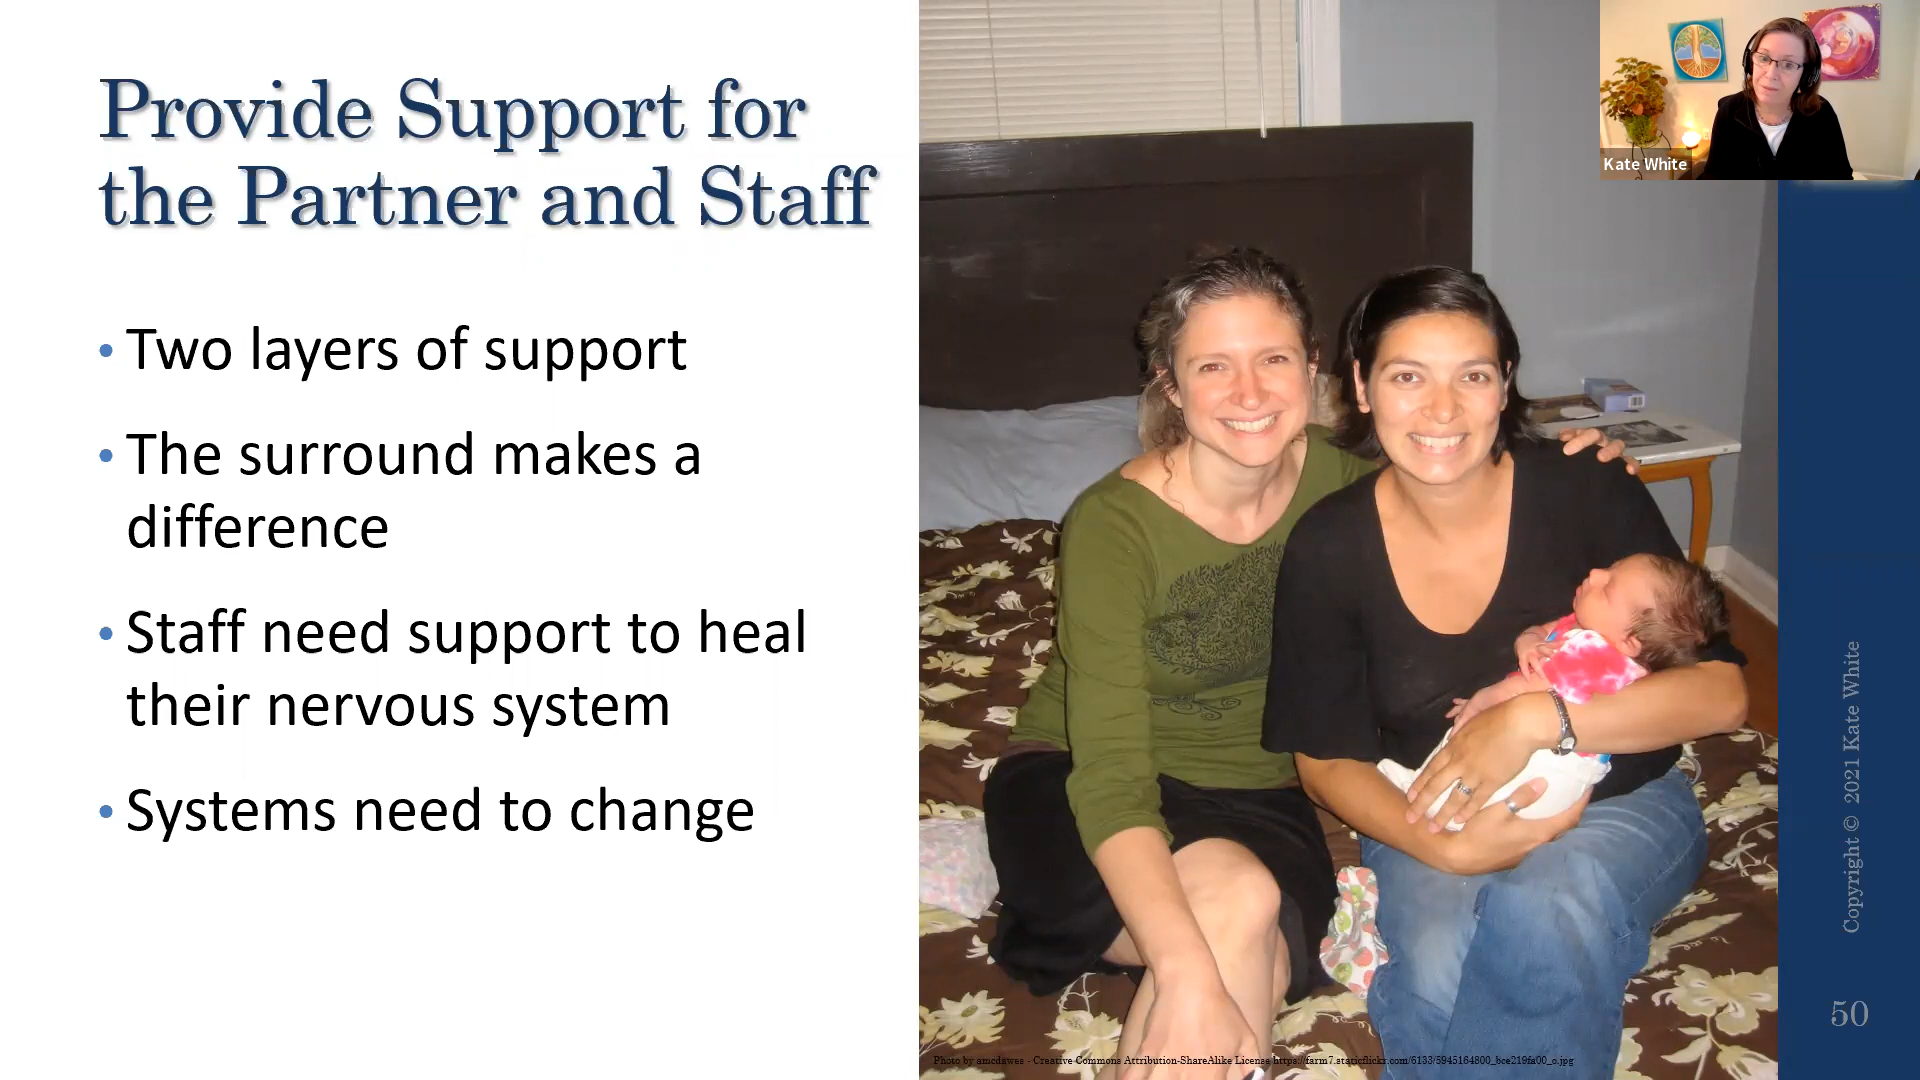 Provide Support for
the Partner and Staff
• Two layers of support
• The surround makes a
difference
• Staff need support to heal
their nervous system
• Systems need to change
Kate White
Copyright © 2021 Kate White
50
Photo by amcdawes - Creative Commons Attribution-ShareAlike License https://farm7.staticflickr.com/6133/5945164800_bce219fa00_o.jpg